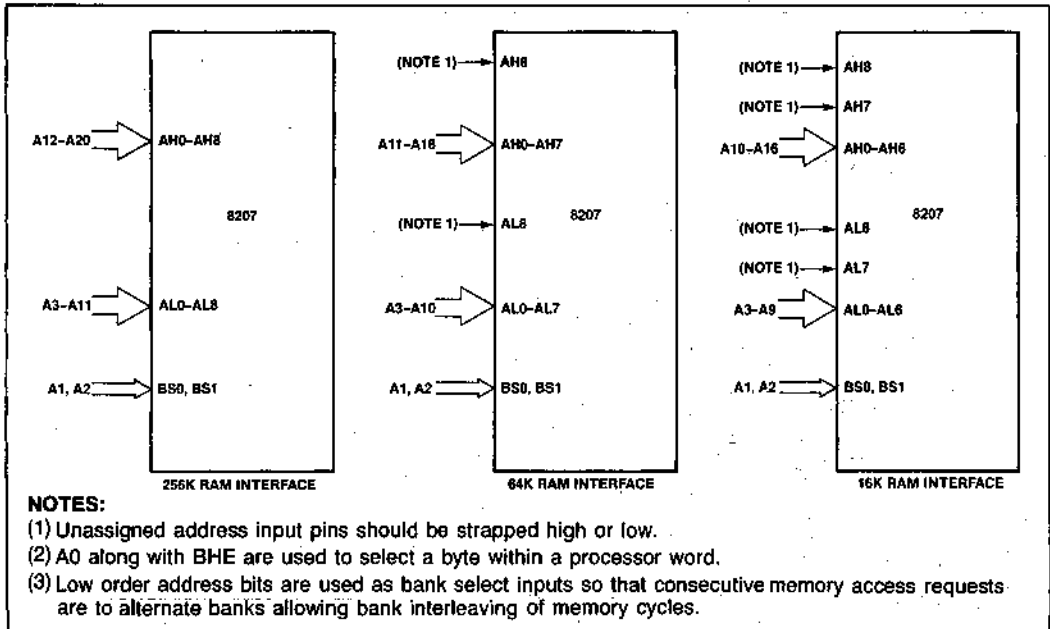 (NOTE 1) AH8
(NOTE 1) AH8
(NOTE 1) AH7
A12–A20 AH0–AH8
A11–A18 AH0–AH7
A10–A16 AH0–AH6
8207
(NOTE 1) AL8 8207
(NOTE 1) AL8 8207
(NOTE 1) AL7
A3–A11 AL0–AL8
A3–A10 AL0–AL7
A3–A9 AL0–AL6
A1, A2 BS0, BS1
A1, A2 BS0, BS1
A1, A2 BS0, BS1
256K RAM INTERFACE
64K RAM INTERFACE
16K RAM INTERFACE
NOTES:
(1) Unassigned address input pins should be strapped high or low.
(2) A0 along with BHE are used to select a byte within a processor word.
(3) Low order address bits are used as bank select inputs so that consecutive memory access requests
are to alternate banks allowing bank interleaving of memory cycles.